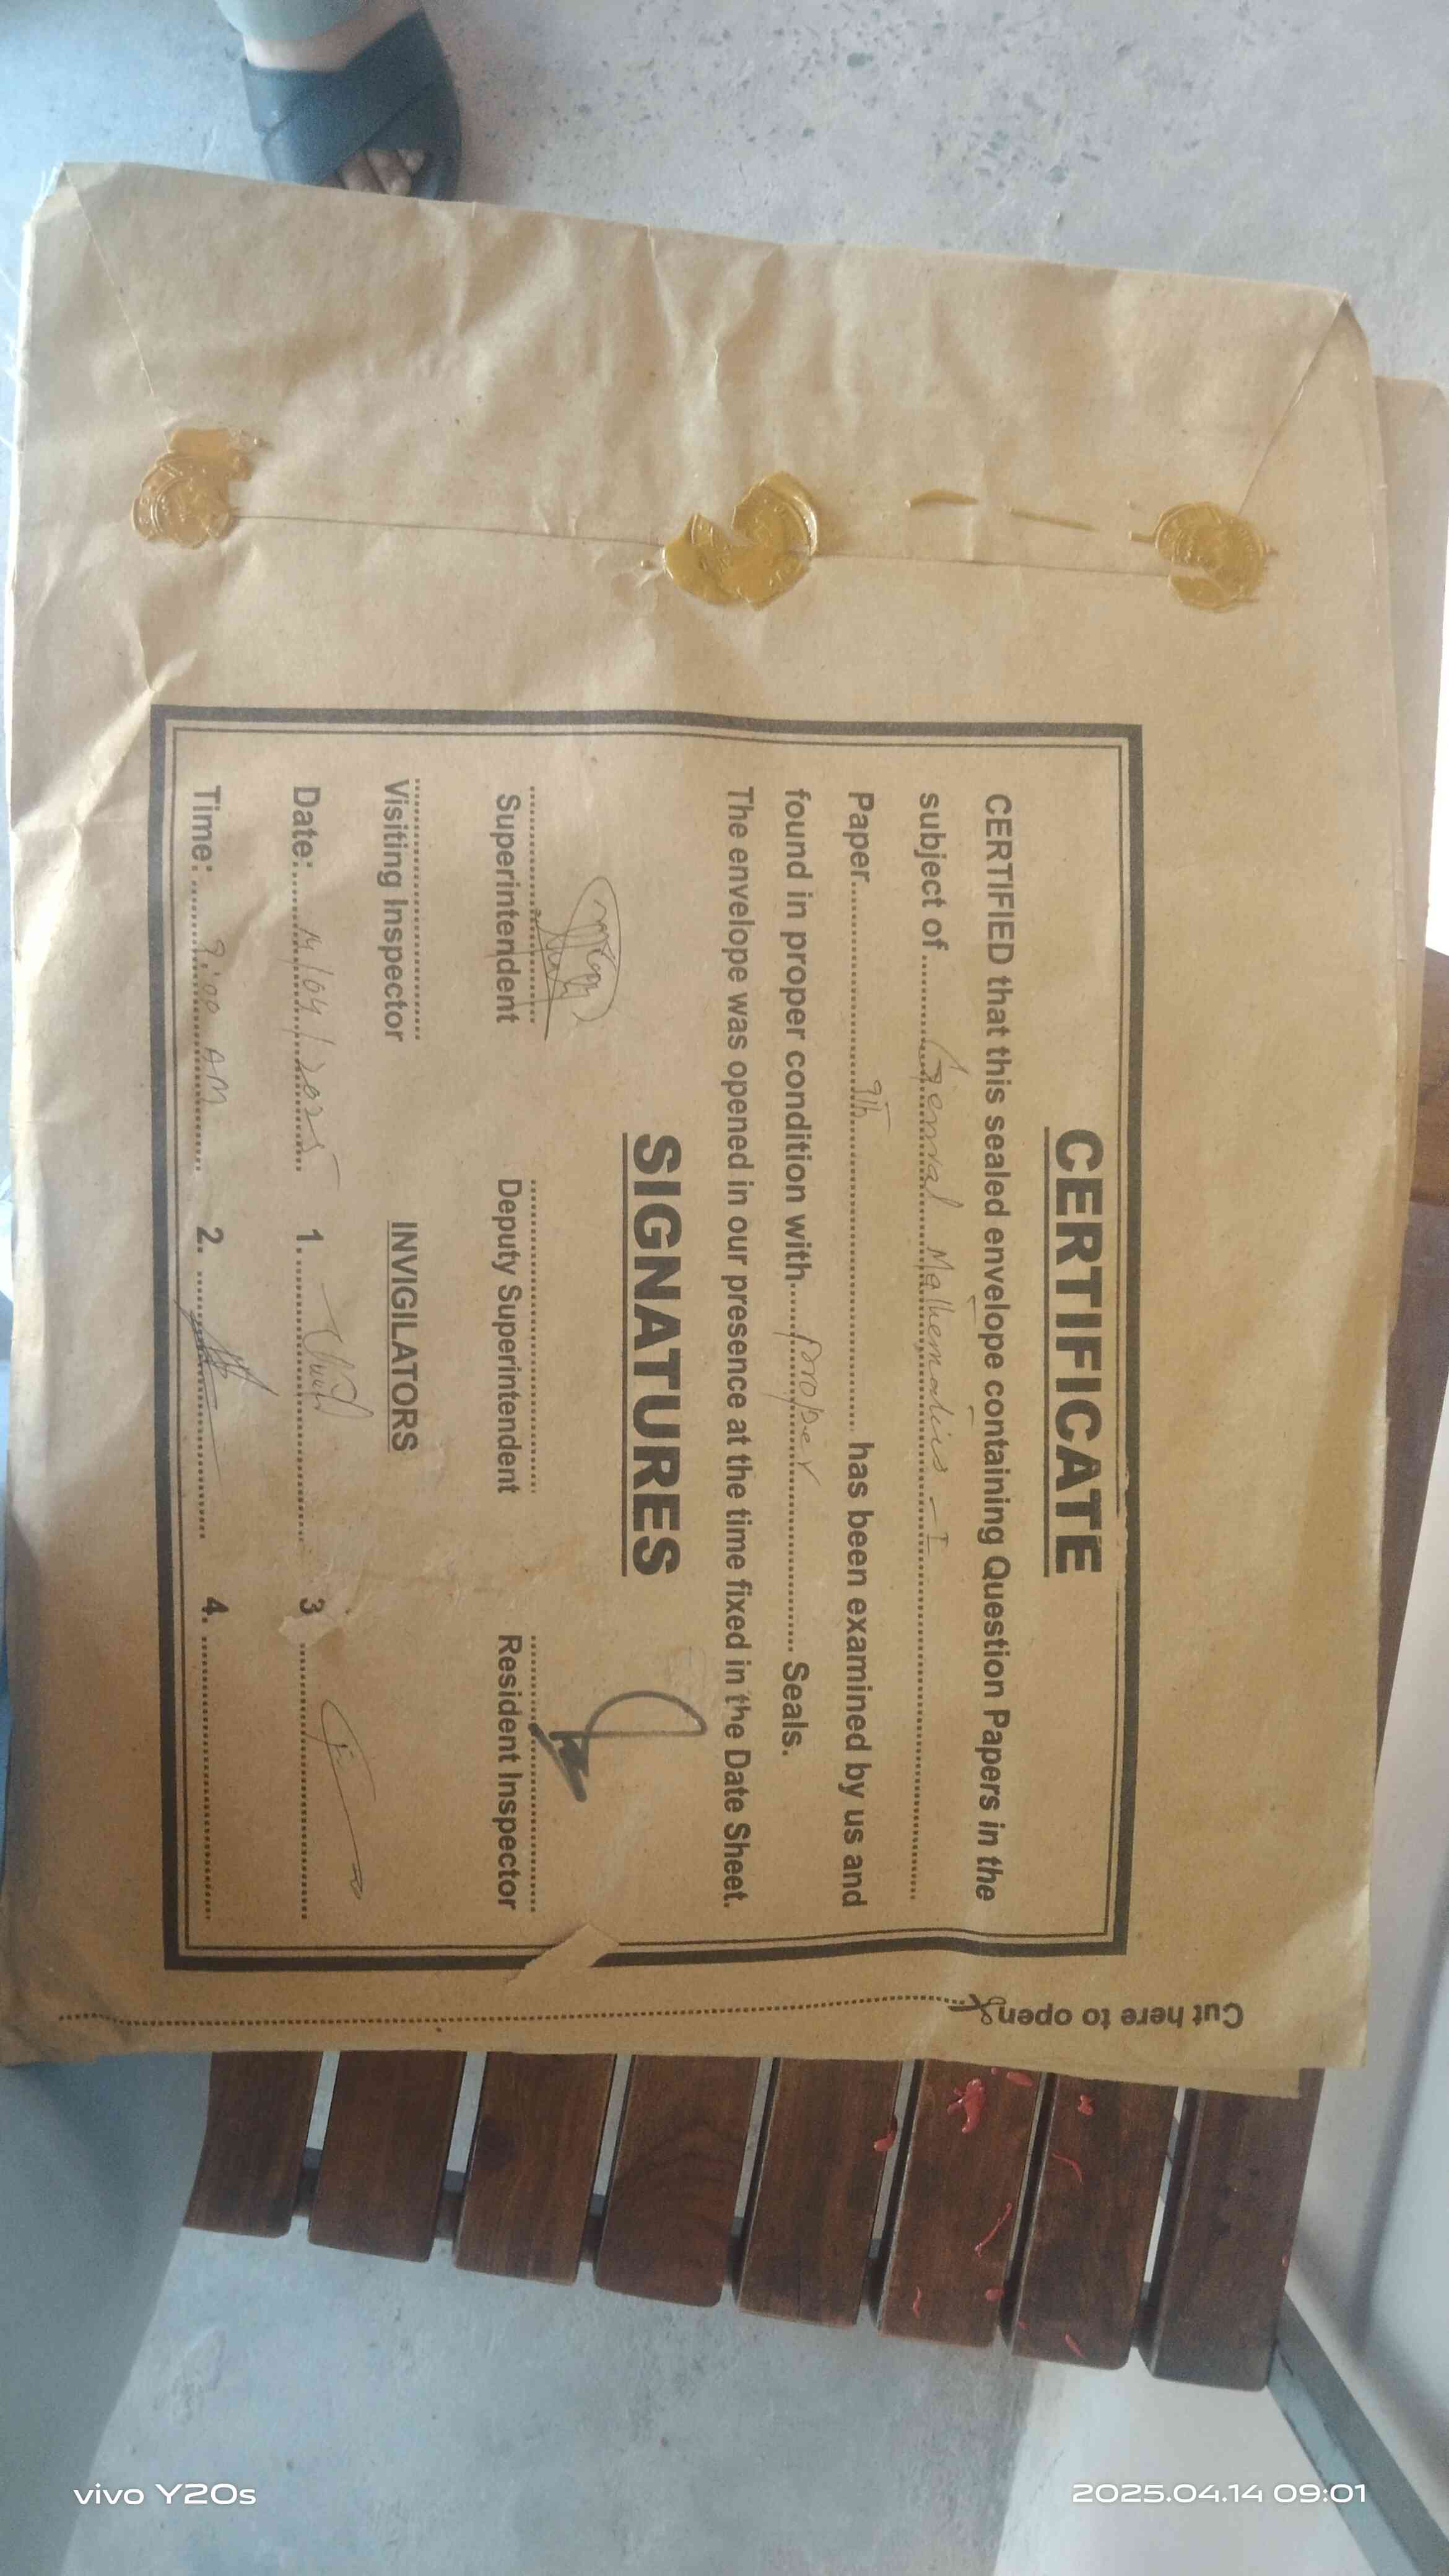 CERTIFICATE
CERTIFIED that this sealed envelope containing Question Papers in the
subject of ..........General Mathematics - I..........
Paper..........9th.......... has been examined by us and
found in proper condition with......proper.......... Seals.
The envelope was opened in our presence at the time fixed in the Date Sheet.
SIGNATURES
Superintendent Deputy Superintendent Resident Inspector
Visiting Inspector INVIGILATORS
Date:......14/04/2025...... 1. .......... 3 ..........
Time: ......9:00 AM...... 2. .......... 4. ..........
Cut here to open
vivo Y20s
2025.04.14 09:01